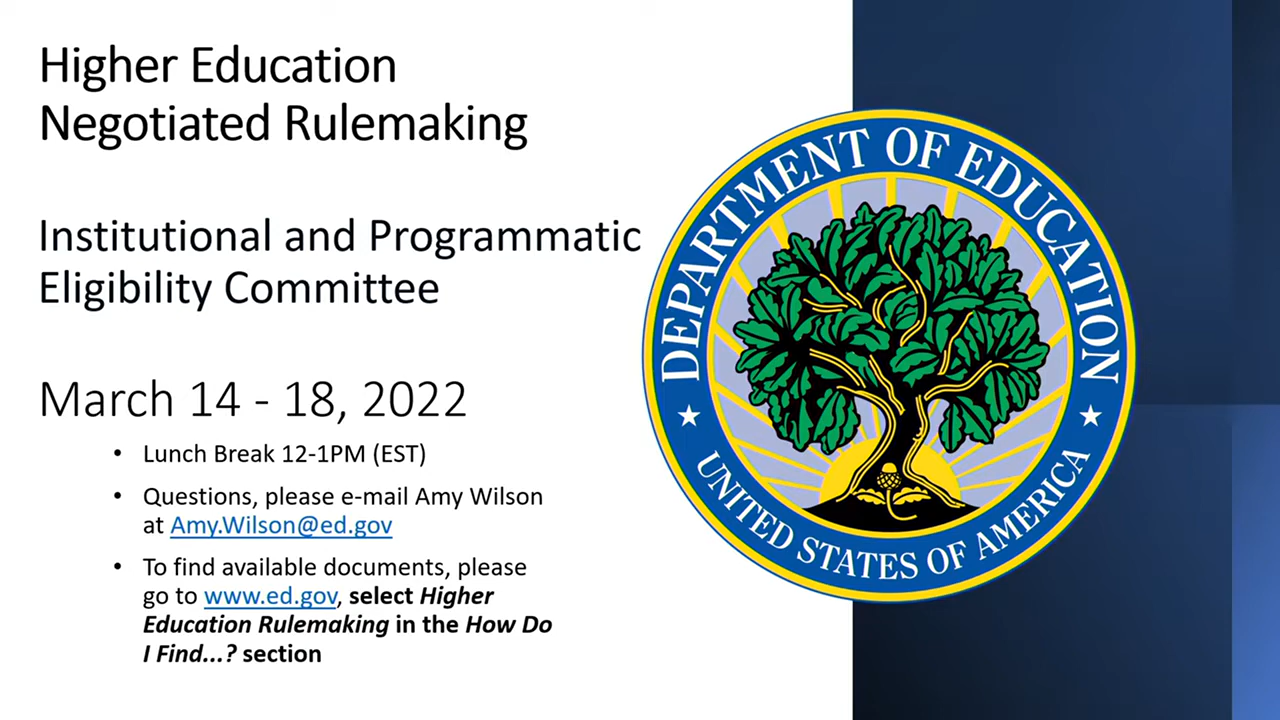 Higher Education
Negotiated Rulemaking
Institutional and Programmatic
Eligibility Committee
March 14 - 18, 2022
• Lunch Break 12-1PM (EST)
• Questions, please e-mail Amy Wilson
at Amy.Wilson@ed.gov
• To find available documents, please
go to www.ed.gov, select Higher
Education Rulemaking in the How Do
I Find...? section
DEPARTMENT OF EDUCATION
UNITED STATES OF AMERICA